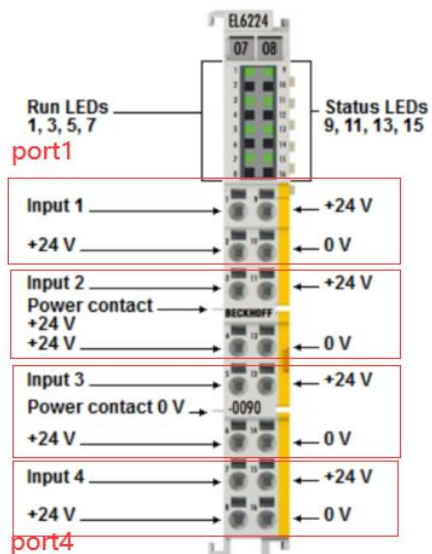 EL6224
07 08
Run LEDs
1, 3, 5, 7
Status LEDs
9, 11, 13, 15
port1
Input 1
+24 V
+24 V
0 V
Input 2
+24 V
Power contact
+24 V
BECKHOFF
+24 V
0 V
Input 3
+24 V
Power contact 0 V
-0090
+24 V
0 V
Input 4
+24 V
+24 V
0 V
port4